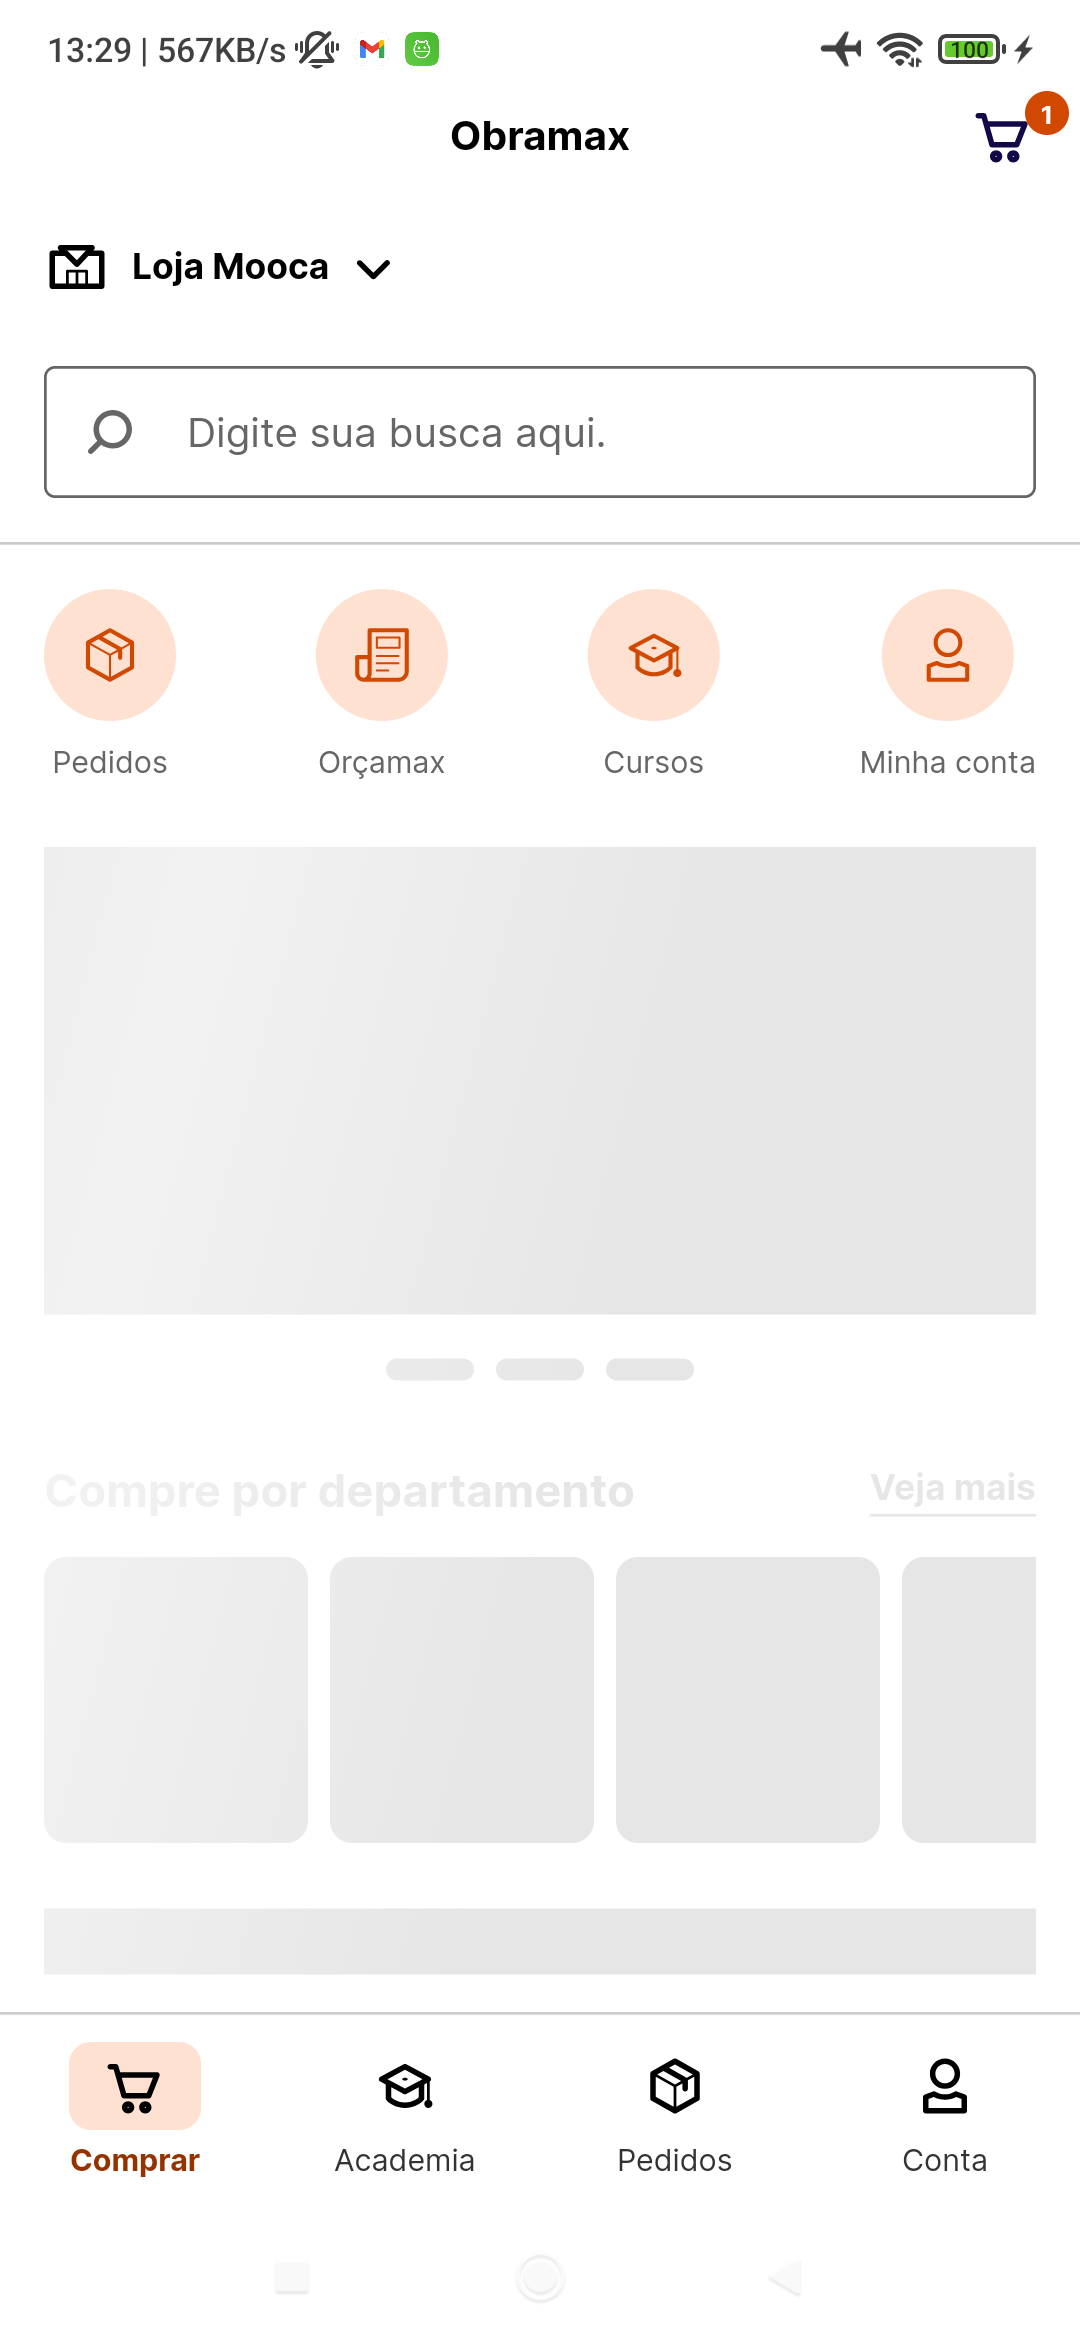 13:29 | 567KB/s
100
Obramax
1
Loja Mooca
Digite sua busca aqui.
Pedidos
Orçamax
Cursos
Minha conta
Compre por departamento
Veja mais
Comprar
Academia
Pedidos
Conta